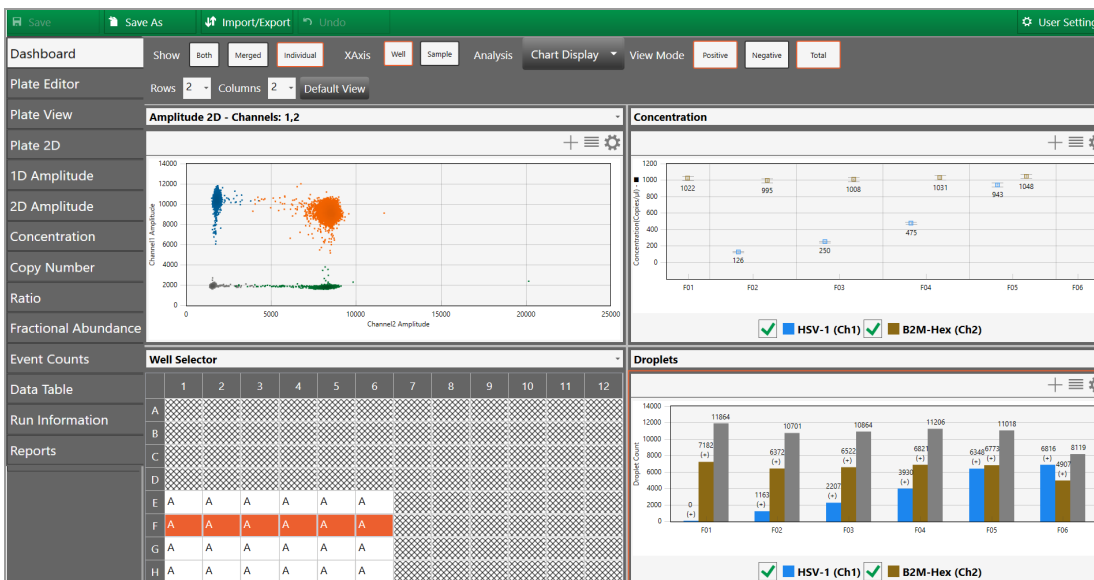 Save Save As Import/Export Undo User Setting
Dashboard
Plate Editor
Plate View
Plate 2D
1D Amplitude
2D Amplitude
Concentration
Copy Number
Ratio
Fractional Abundance
Event Counts
Data Table
Run Information
Reports
Show Both Merged Individual XAxis Well Sample Analysis Chart Display View Mode Positive Negative Total
Rows 2 Columns 2 Default View
Amplitude 2D - Channels: 1,2
14000
12000
10000
8000
6000
4000
2000
0
Channel1 Amplitude
0 5000 10000 15000 20000 25000
Channel2 Amplitude
Concentration
1200
1000
800
600
400
200
0
Concentration(Copies/µl) - ■
1022 995 1008 1031 943 1048
126 250 475
F01 F02 F03 F04 F05 F06
HSV-1 (Ch1) B2M-Hex (Ch2)
Well Selector
1 2 3 4 5 6 7 8 9 10 11 12
A
B
C
D
E A A A A A A
F A A A A A A
G A A A A A A
H A A A A A A
Droplets
14000
12000
10000
8000
6000
4000
2000
0
Droplet Count
0 (+) 7182 (+) 11864
1163 (+) 6372 (+) 10701
2207 (+) 6522 (+) 10864
3930 (+) 6821 (+) 11206
6348 (+) 6773 (+) 11018
6816 (+) 4907 (+) 8119
F01 F02 F03 F04 F05 F06
HSV-1 (Ch1) B2M-Hex (Ch2)